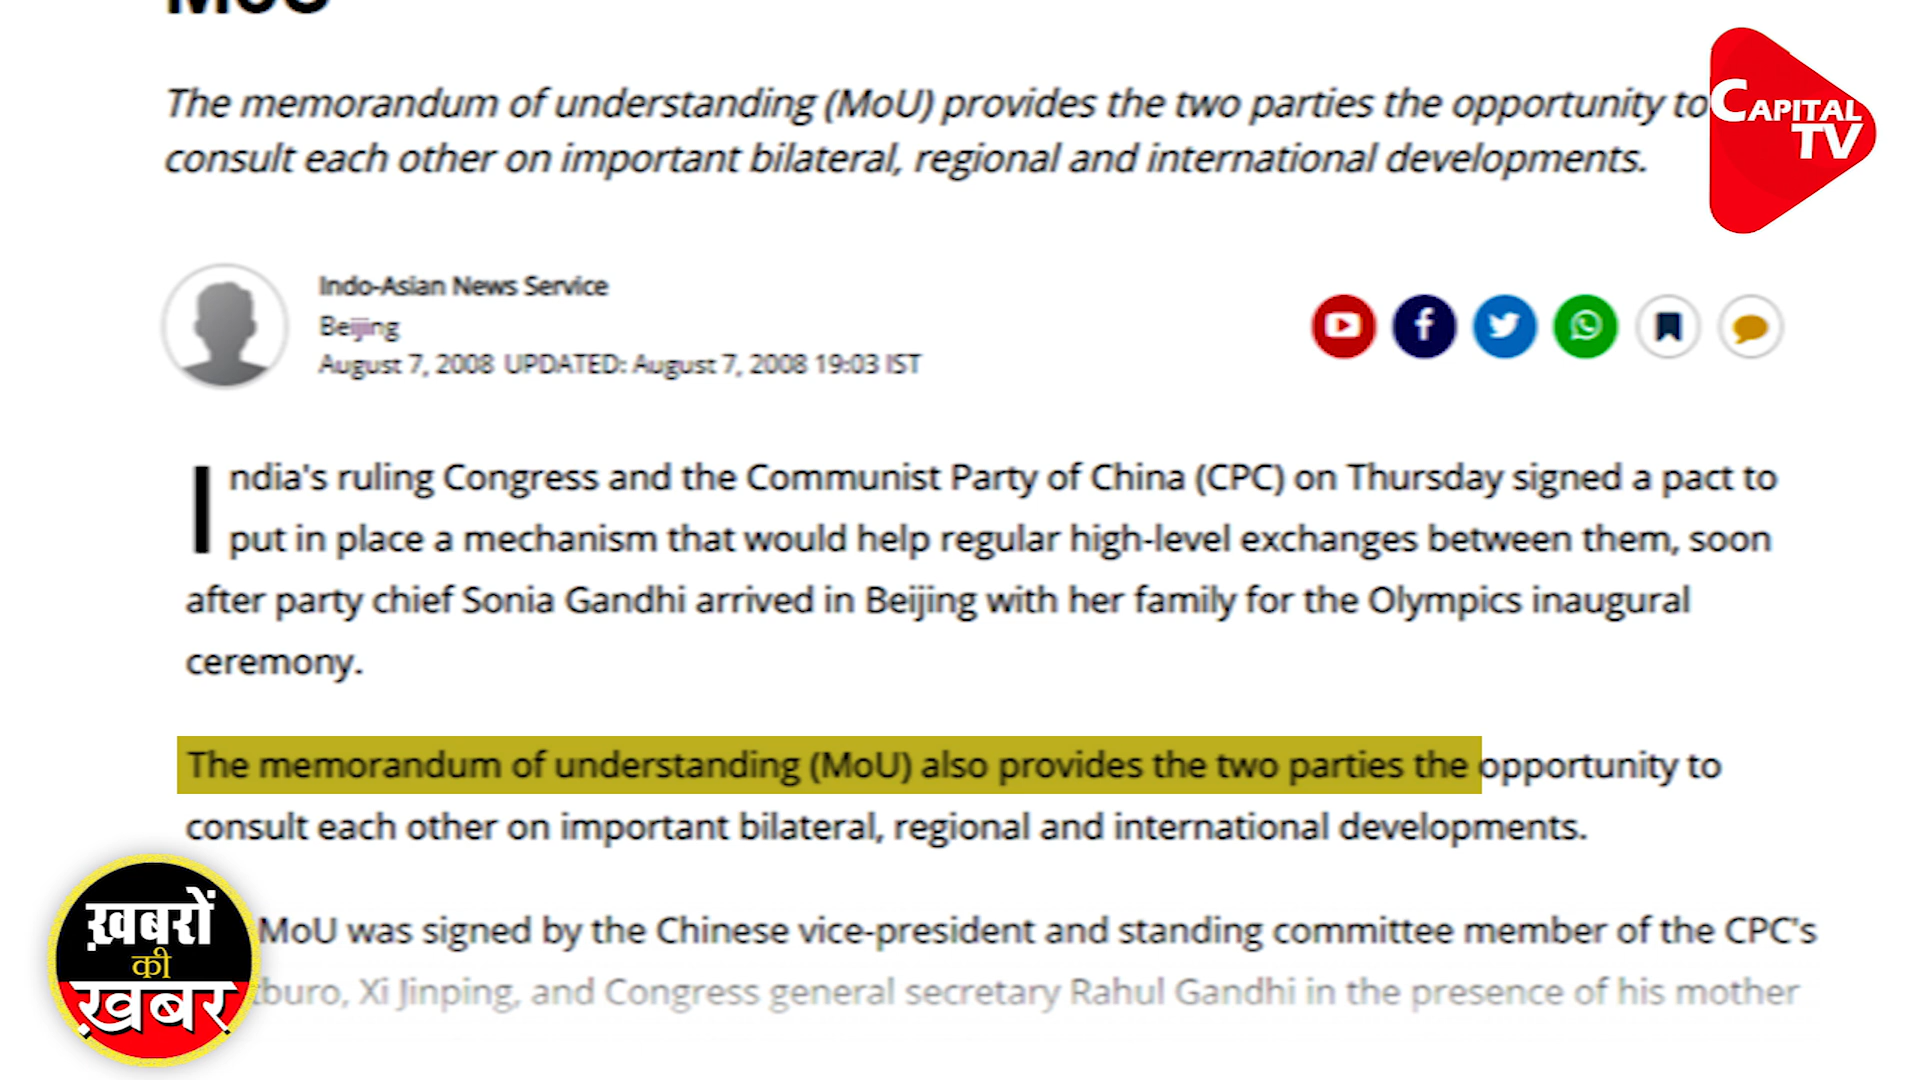 MoU
The memorandum of understanding (MoU) provides the two parties the opportunity to
consult each other on important bilateral, regional and international developments.
CAPITAL
TV
Indo-Asian News Service
Beijing
August 7, 2008 UPDATED: August 7, 2008 19:03 IST
India's ruling Congress and the Communist Party of China (CPC) on Thursday signed a pact to
put in place a mechanism that would help regular high-level exchanges between them, soon
after party chief Sonia Gandhi arrived in Beijing with her family for the Olympics inaugural
ceremony.
The memorandum of understanding (MoU) also provides the two parties the opportunity to
consult each other on important bilateral, regional and international developments.
MoU was signed by the Chinese vice-president and standing committee member of the CPC's
tburo, Xi Jinping, and Congress general secretary Rahul Gandhi in the presence of his mother
ख़बरों
की
ख़बर